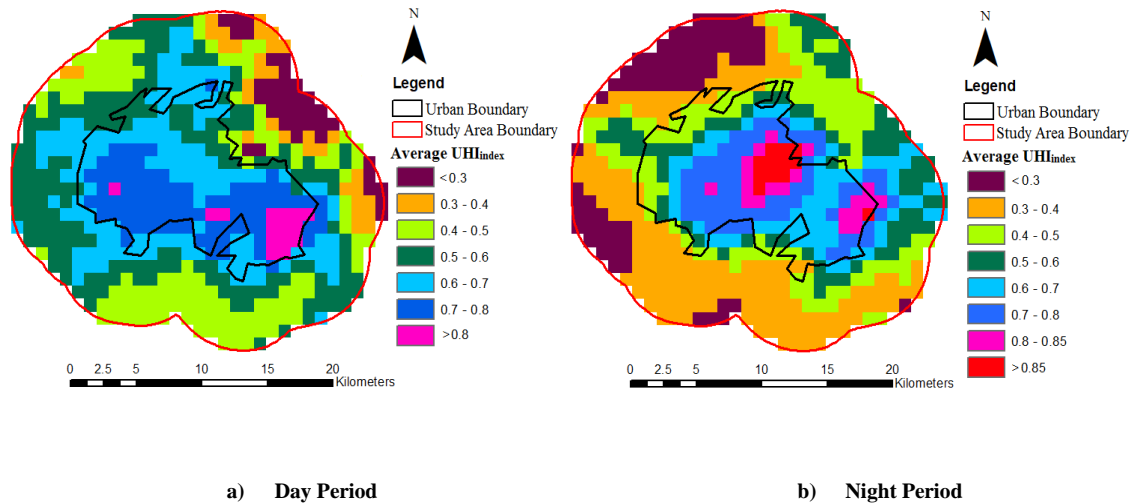 N
Legend
Urban Boundary
Study Area Boundary
Average UHIindex
< 0.3
0.3 - 0.4
0.4 - 0.5
0.5 - 0.6
0.6 - 0.7
0.7 - 0.8
>0.8
0 2.5 5 10 15 20
Kilometers
a) Day Period
N
Legend
Urban Boundary
Study Area Boundary
Average UHIindex
< 0.3
0.3 - 0.4
0.4 - 0.5
0.5 - 0.6
0.6 - 0.7
0.7 - 0.8
0.8 - 0.85
>0.85
0 2.5 5 10 15 20
Kilometers
b) Night Period